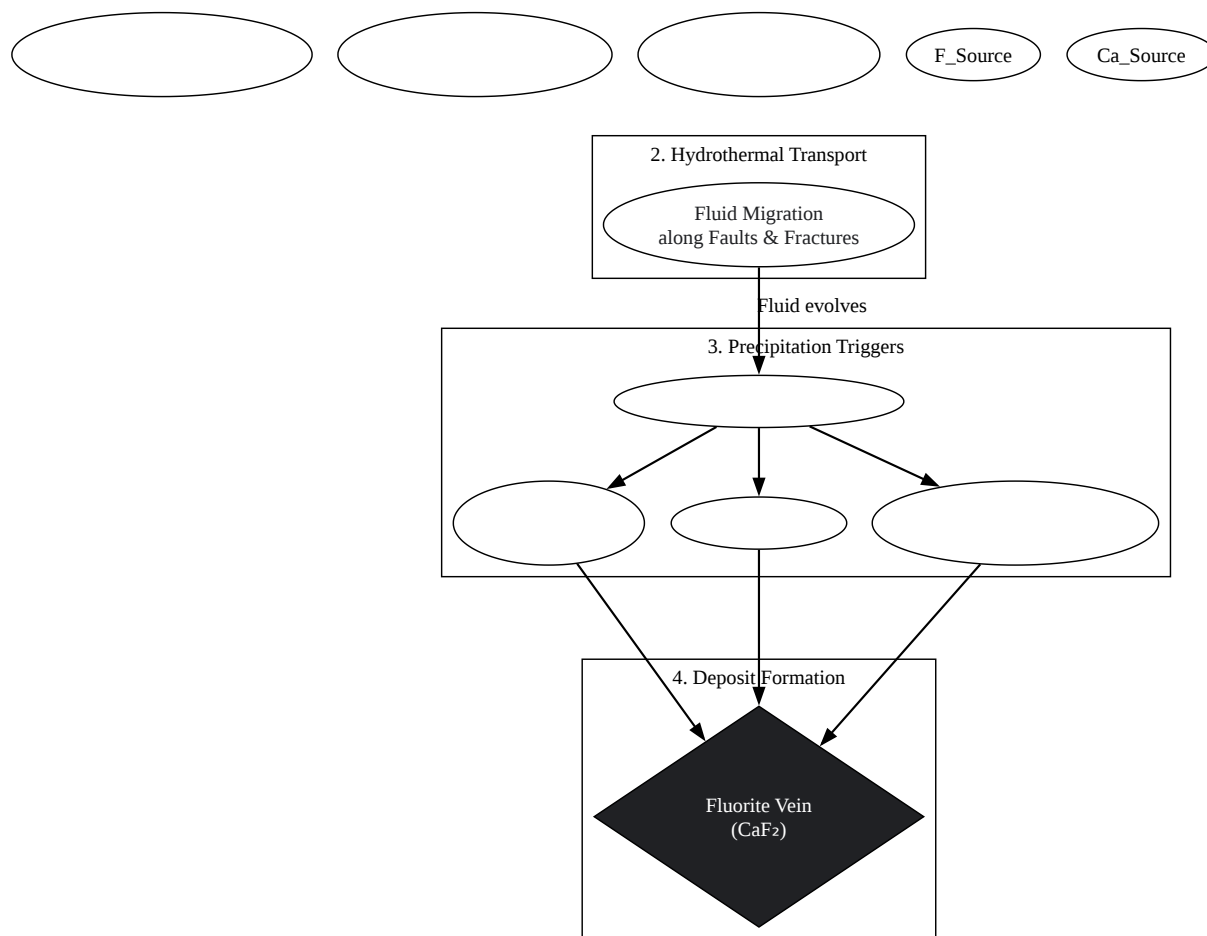 F_Source
Ca_Source
2. Hydrothermal Transport
Fluid Migration
along Faults & Fractures
Fluid evolves
3. Precipitation Triggers
4. Deposit Formation
Fluorite Vein
(CaF₂)